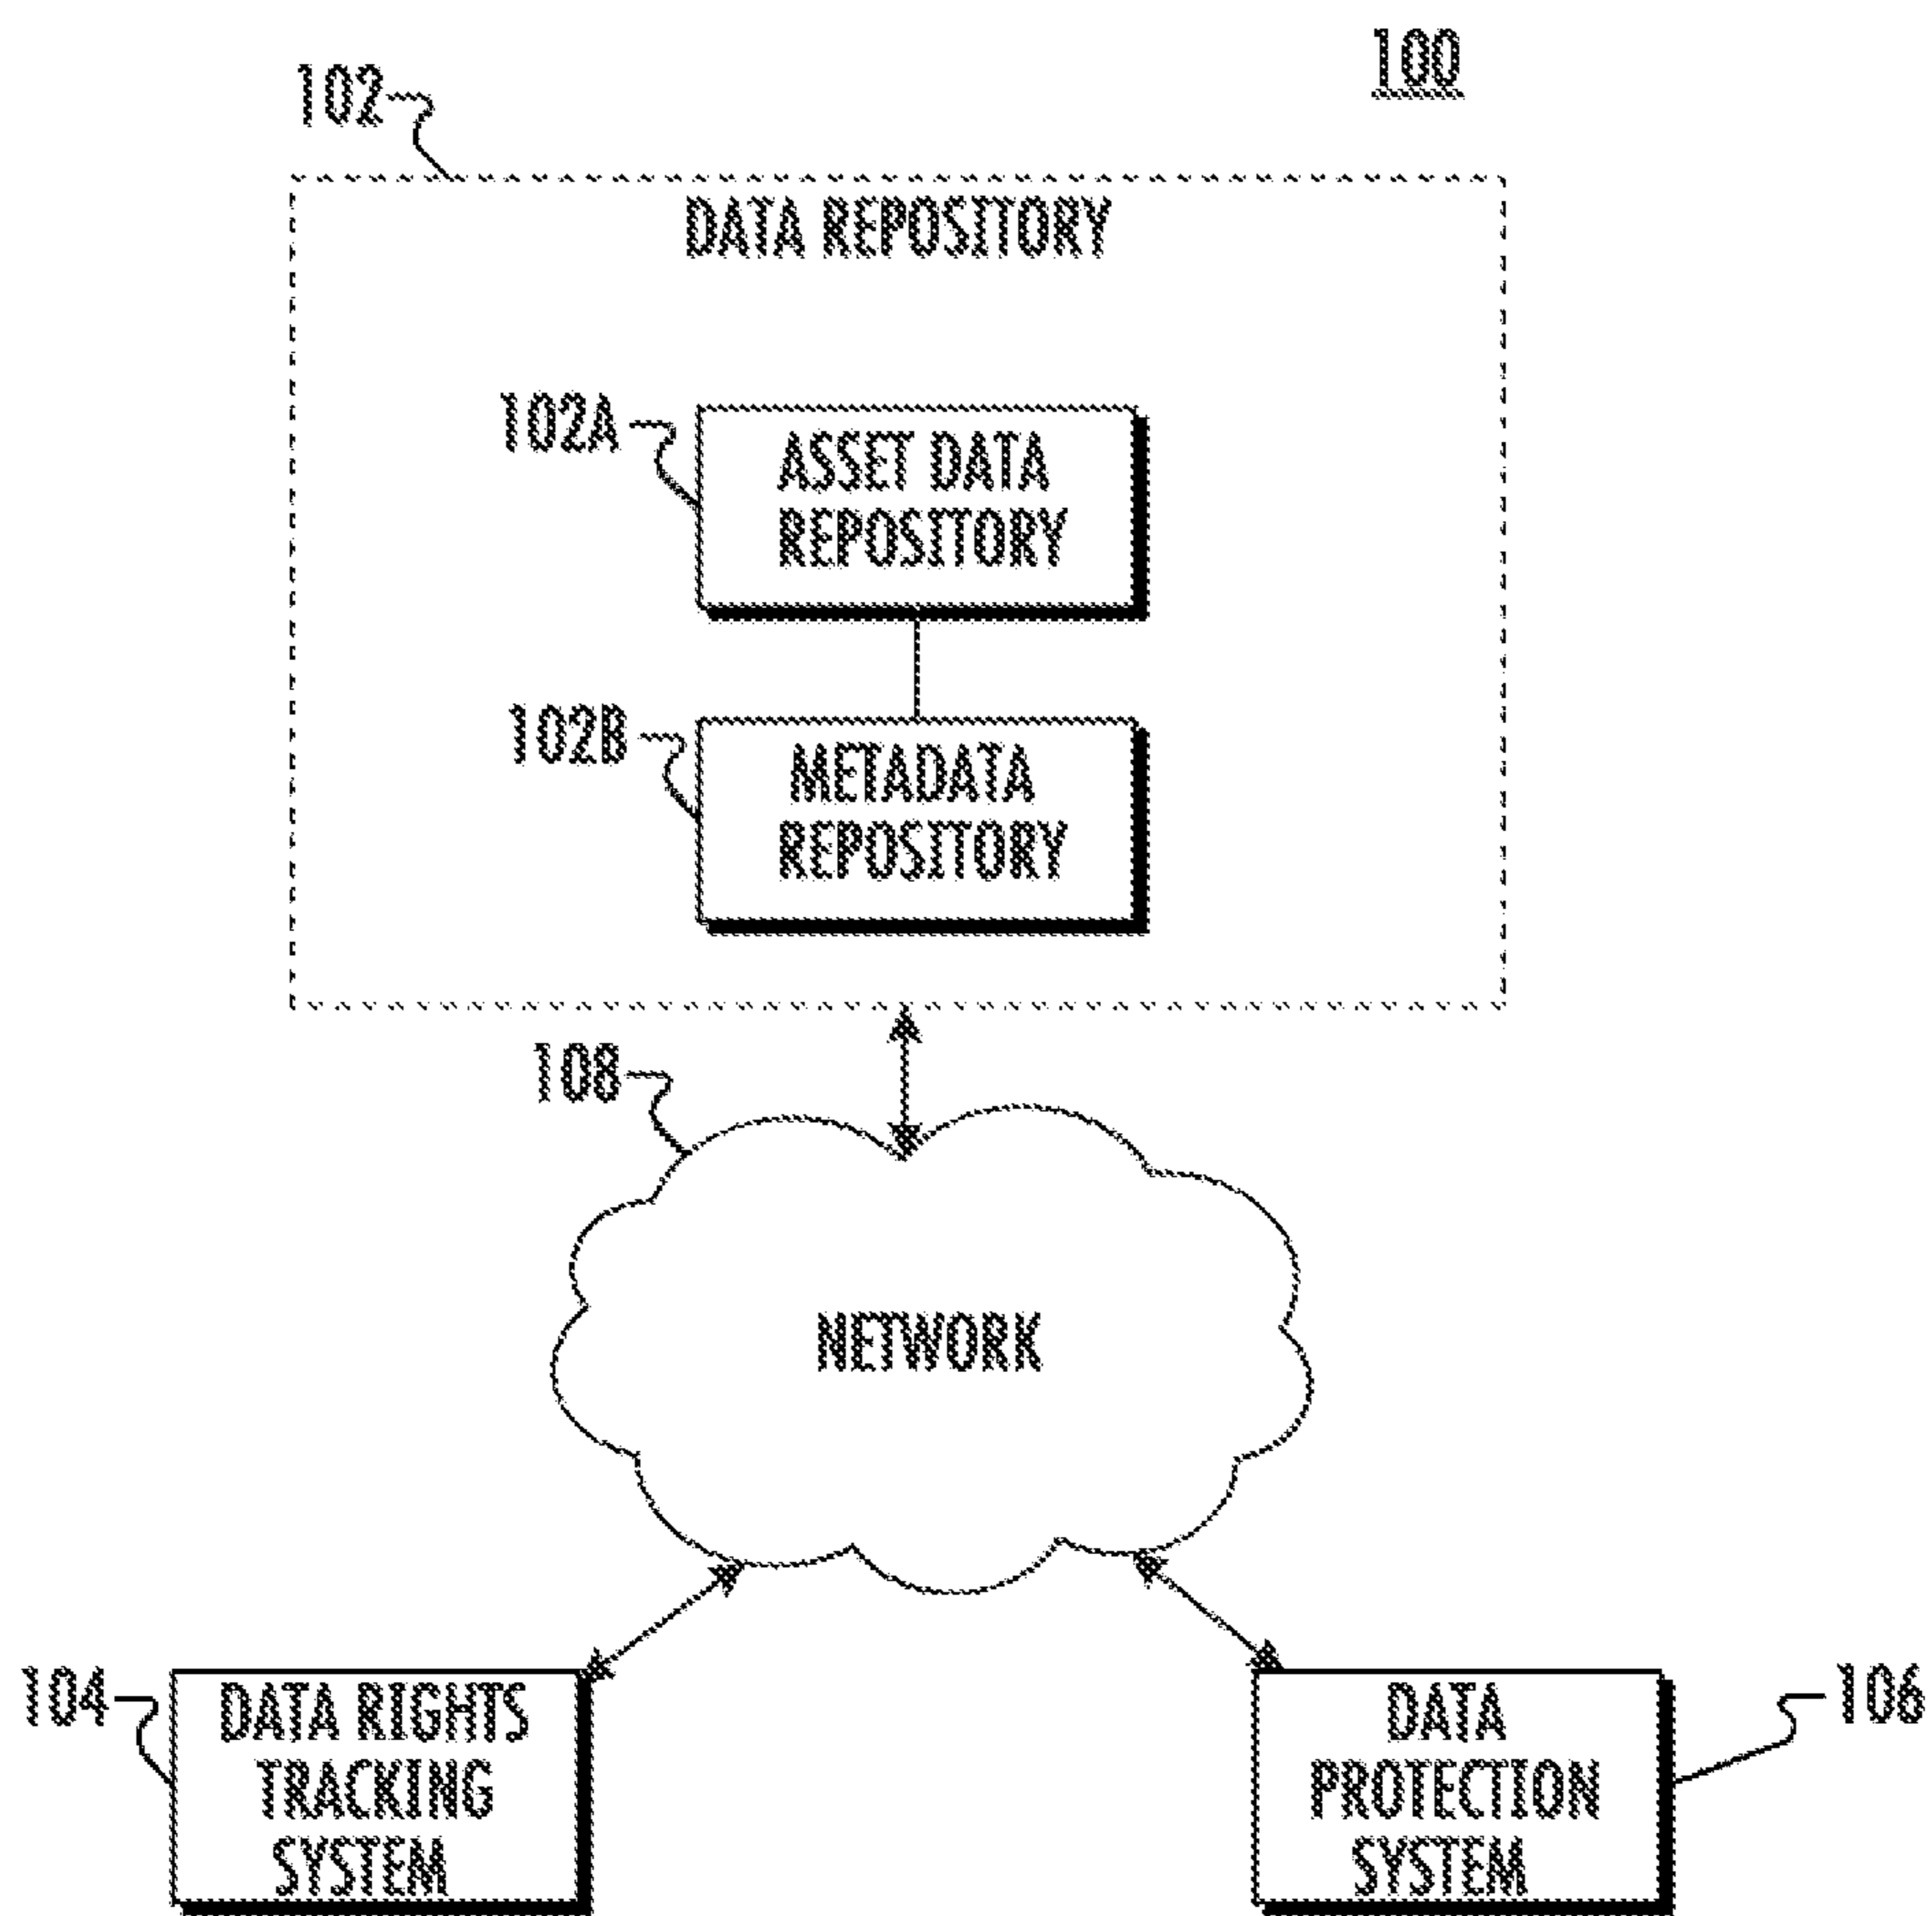 100
102
DATA REPOSITORY
102A
ASSET DATA
REPOSITORY
102B
METADATA
REPOSITORY
108
NETWORK
104
DATA RIGHTS
TRACKING
SYSTEM
DATA
PROTECTION
SYSTEM
106